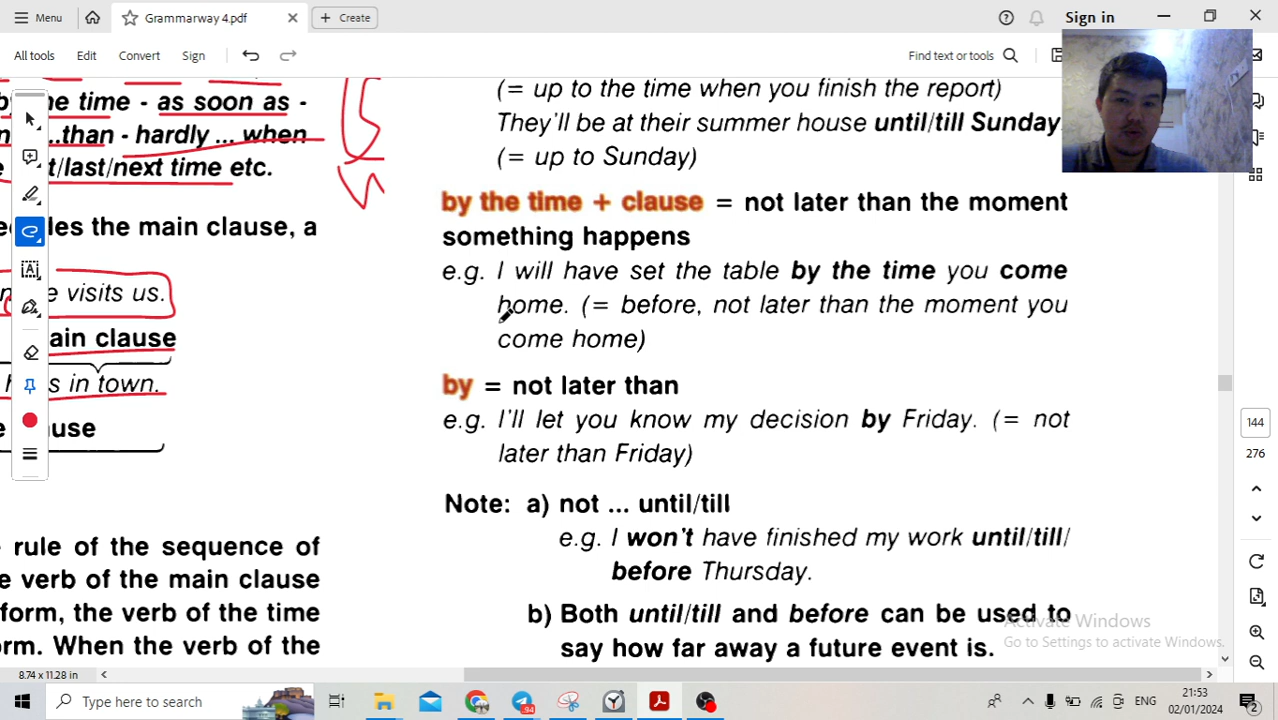 Menu
Grammarway 4.pdf
Create
Sign in
All tools
Edit
Convert
Sign
Find text or tools
by the time - as soon as -
...than - hardly ... when
t/last/next time etc.
des the main clause, a
e visits us.
ain clause
h s in town.
e ause
rule of the sequence of
e verb of the main clause
form, the verb of the time
rm. When the verb of the
(= up to the time when you finish the report)
They'll be at their summer house until/till Sunday
(= up to Sunday)
by the time + clause = not later than the moment
something happens
e.g. I will have set the table by the time you come
home. (= before, not later than the moment you
come home)
by = not later than
e.g. I'll let you know my decision by Friday. (= not
later than Friday)
Note: a) not ... until/till
e.g. I won't have finished my work until/till/
before Thursday.
b) Both until/till and before can be used to
say how far away a future event is.
Activate Windows
Go to Settings to activate Windows.
144
276
8.74 x 11.28 in
Type here to search
94
ENG
21:53
02/01/2024
2